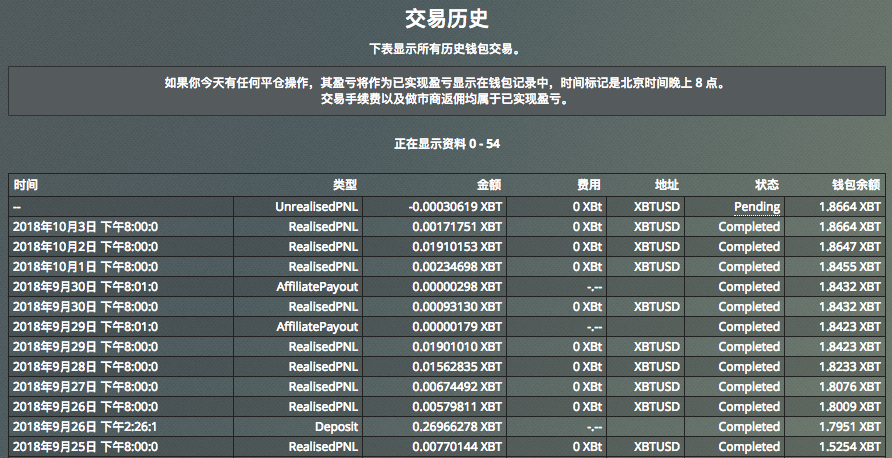 交易历史
下表显示所有历史钱包交易。
如果你今天有任何平仓操作，其盈亏将作为已实现盈亏显示在钱包记录中，时间标记是北京时间晚上 8 点。
交易手续费以及做市商返佣均属于已实现盈亏。
正在显示资料 0 - 54
时间 类型 金额 费用 地址 状态 钱包余额
-- UnrealisedPNL -0.00030619 XBT 0 XBt XBTUSD Pending 1.8664 XBT
2018年10月3日 下午8:00:0 RealisedPNL 0.00171751 XBT 0 XBt XBTUSD Completed 1.8664 XBT
2018年10月2日 下午8:00:0 RealisedPNL 0.01910153 XBT 0 XBt XBTUSD Completed 1.8647 XBT
2018年10月1日 下午8:00:0 RealisedPNL 0.00234698 XBT 0 XBt XBTUSD Completed 1.8455 XBT
2018年9月30日 下午8:01:0 AffiliatePayout 0.00000298 XBT -.-- Completed 1.8432 XBT
2018年9月30日 下午8:00:0 RealisedPNL 0.00093130 XBT 0 XBt XBTUSD Completed 1.8432 XBT
2018年9月29日 下午8:01:0 AffiliatePayout 0.00000179 XBT -.-- Completed 1.8423 XBT
2018年9月29日 下午8:00:0 RealisedPNL 0.01901010 XBT 0 XBt XBTUSD Completed 1.8423 XBT
2018年9月28日 下午8:00:0 RealisedPNL 0.01562835 XBT 0 XBt XBTUSD Completed 1.8233 XBT
2018年9月27日 下午8:00:0 RealisedPNL 0.00674492 XBT 0 XBt XBTUSD Completed 1.8076 XBT
2018年9月26日 下午8:00:0 RealisedPNL 0.00579811 XBT 0 XBt XBTUSD Completed 1.8009 XBT
2018年9月26日 下午2:26:1 Deposit 0.26966278 XBT -.-- Completed 1.7951 XBT
2018年9月25日 下午8:00:0 RealisedPNL 0.00770144 XBT 0 XBt XBTUSD Completed 1.5254 XBT